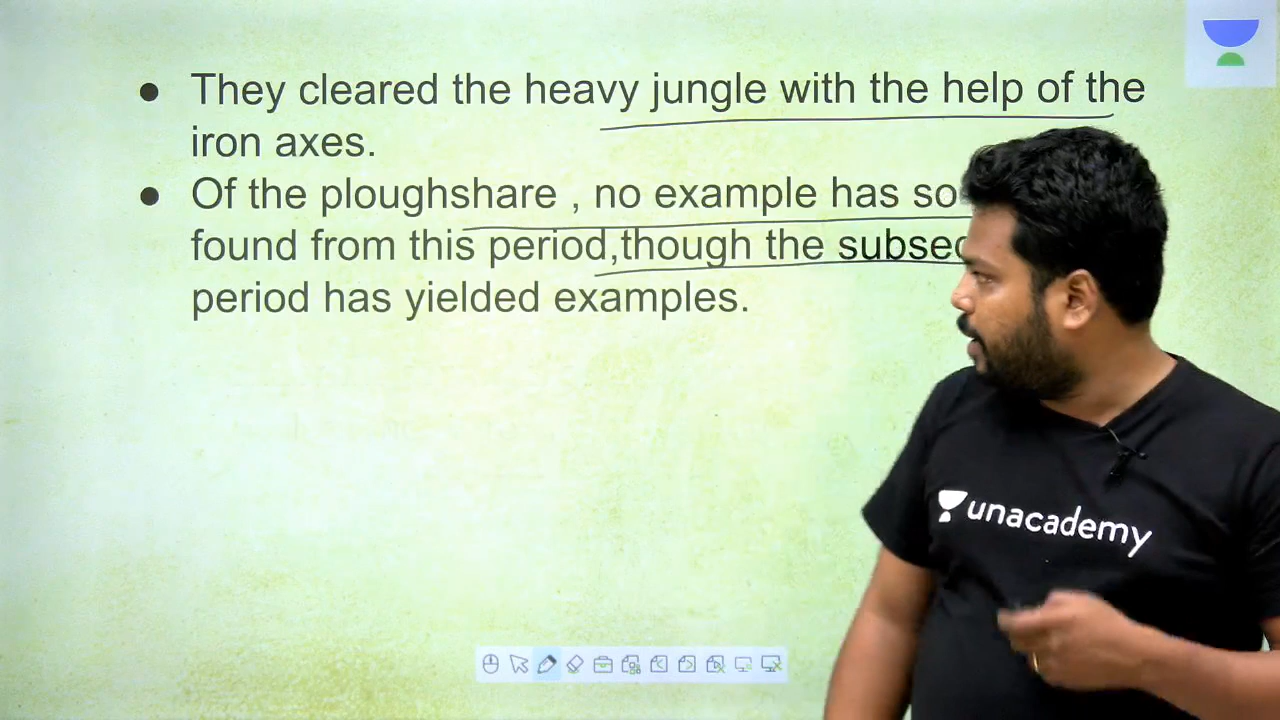 ● They cleared the heavy jungle with the help of the
iron axes.
● Of the ploughshare , no example has so
found from this period,though the
period has yielded examples.
unacademy